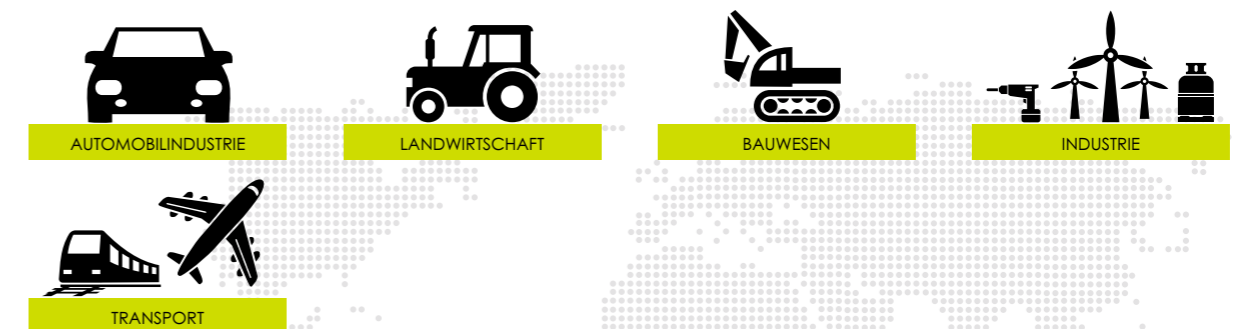 AUTOMOBILINDUSTRIE
LANDWIRTSCHAFT
BAUWESEN
INDUSTRIE
TRANSPORT